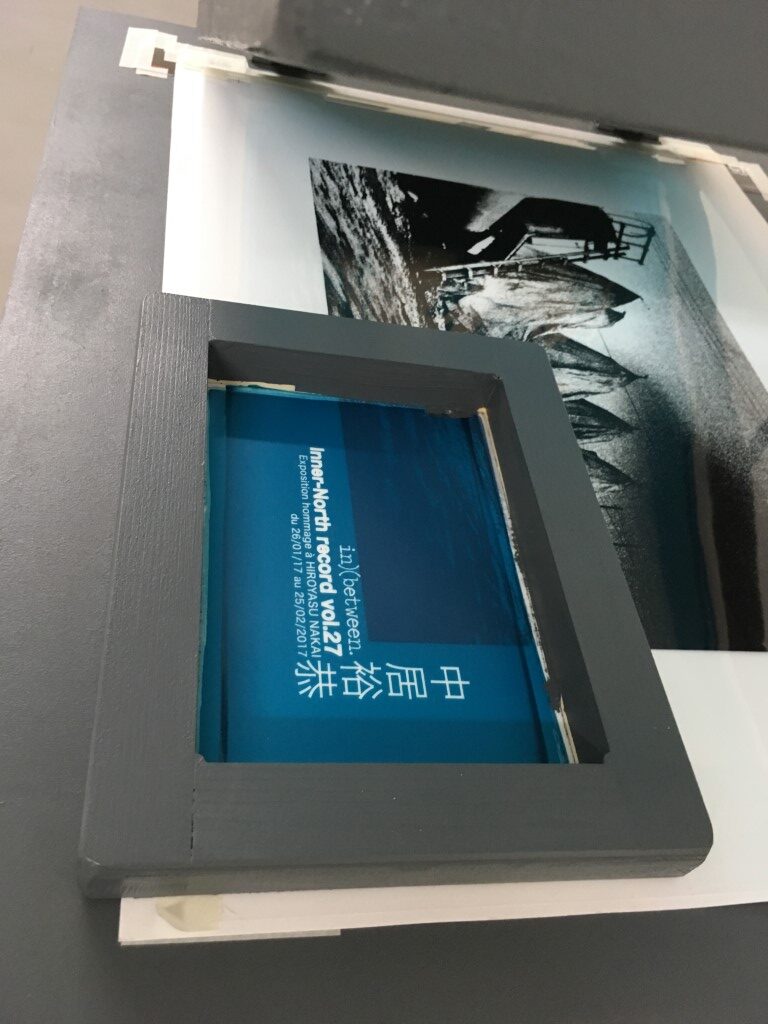 in)(between.
Inner-North record vol.27
Exposition hommage à HIROYASU NAKAI
du 26/01/17 au 25/02/2017
中居裕恭